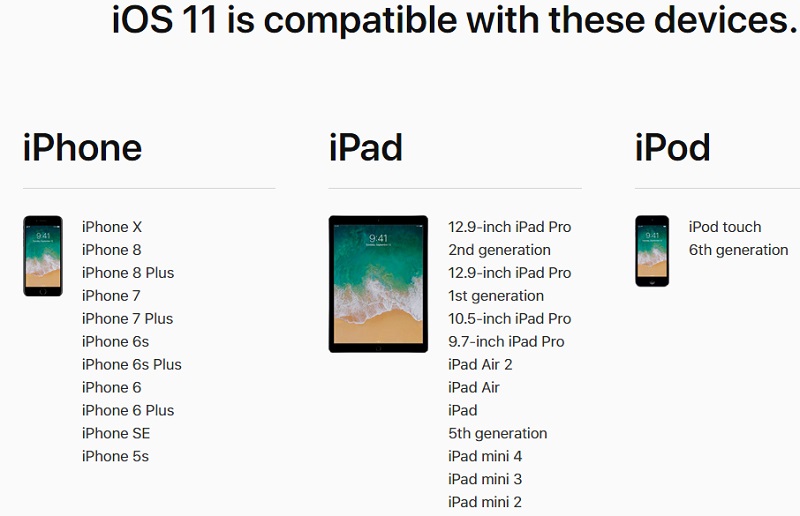 iOS 11 is compatible with these devices.
iPhone
9:41
iPhone X
iPhone 8
iPhone 8 Plus
iPhone 7
iPhone 7 Plus
iPhone 6s
iPhone 6s Plus
iPhone 6
iPhone 6 Plus
iPhone SE
iPhone 5s
iPad
9:41
12.9-inch iPad Pro
2nd generation
12.9-inch iPad Pro
1st generation
10.5-inch iPad Pro
9.7-inch iPad Pro
iPad Air 2
iPad Air
iPad
5th generation
iPad mini 4
iPad mini 3
iPad mini 2
iPod
9:41
iPod touch
6th generation